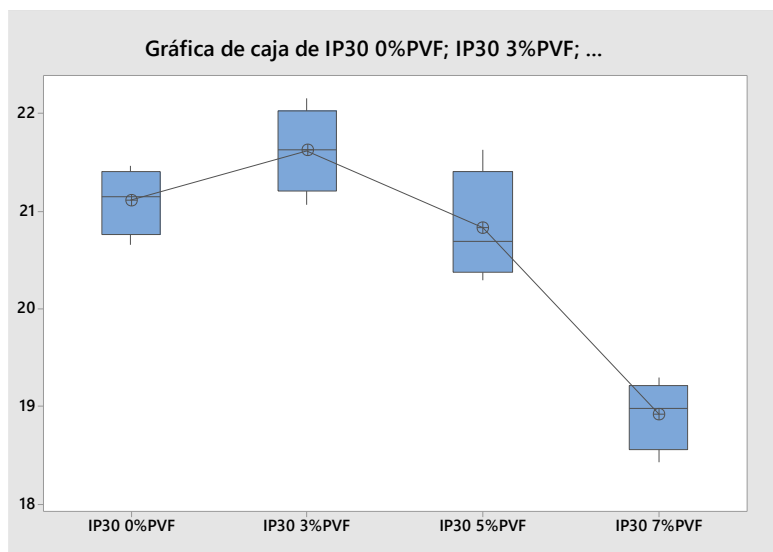 Gráfica de caja de IP30 0%PVF; IP30 3%PVF; ...
22
21
20
19
18
IP30 0%PVF IP30 3%PVF IP30 5%PVF IP30 7%PVF